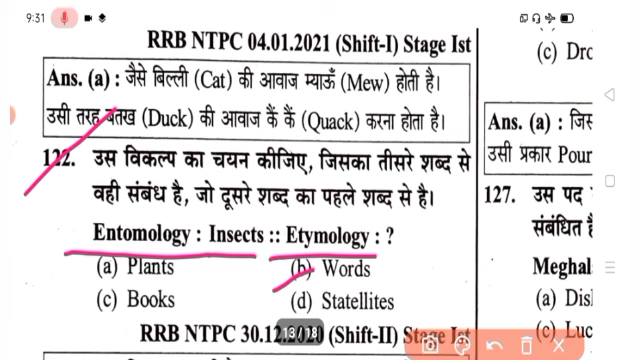 9:31
RRB NTPC 04.01.2021 (Shift-I) Stage Ist
Ans. (a) : जैसे बिल्ली (Cat) की आवाज म्याऊँ (Mew) होती है।
उसी तरह बतख (Duck) की आवाज कैं कैं (Quack) करना होता है।
122. उस विकल्प का चयन कीजिए, जिसका तीसरे शब्द से
वही संबंध है, जो दूसरे शब्द का पहले शब्द से है।
Entomology : Insects :: Etymology : ?
(a) Plants (b) Words
(c) Books (d) Statellites
RRB NTPC 30.12.2020 (Shift-II) Stage Ist
13 / 18
(c) Dro
Ans. (a) : जिस
उसी प्रकार Pour
127. उस पद
संबंधित है
Meghal
(a) Disl
(c) Luc